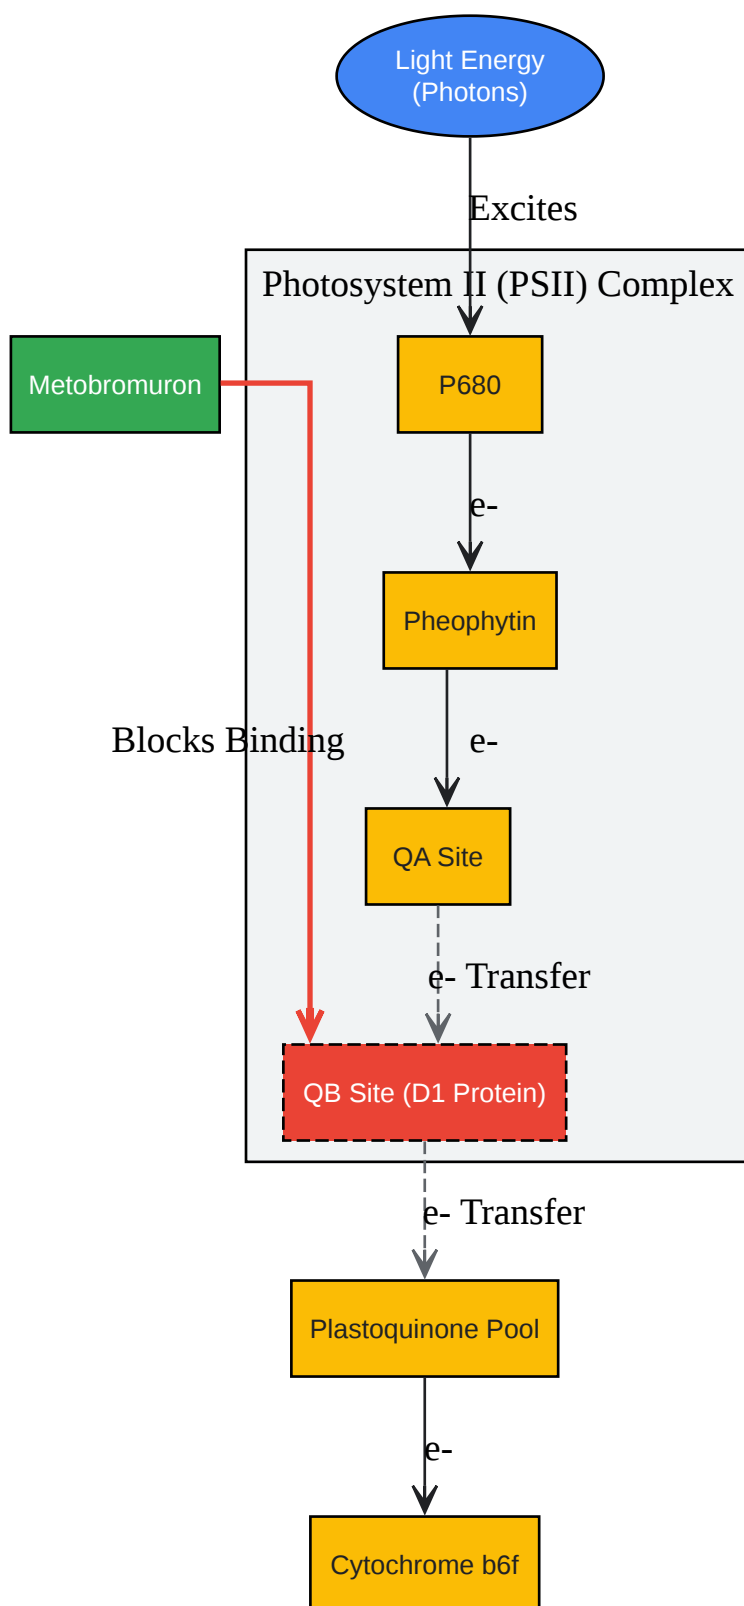 Light Energy
(Photons)
Excites
Photosystem II (PSII) Complex
Metobromuron
P680
e-
Pheophytin
Blocks Binding
e-
QA Site
e- Transfer
QB Site (D1 Protein)
e- Transfer
Plastoquinone Pool
e-
Cytochrome b6f